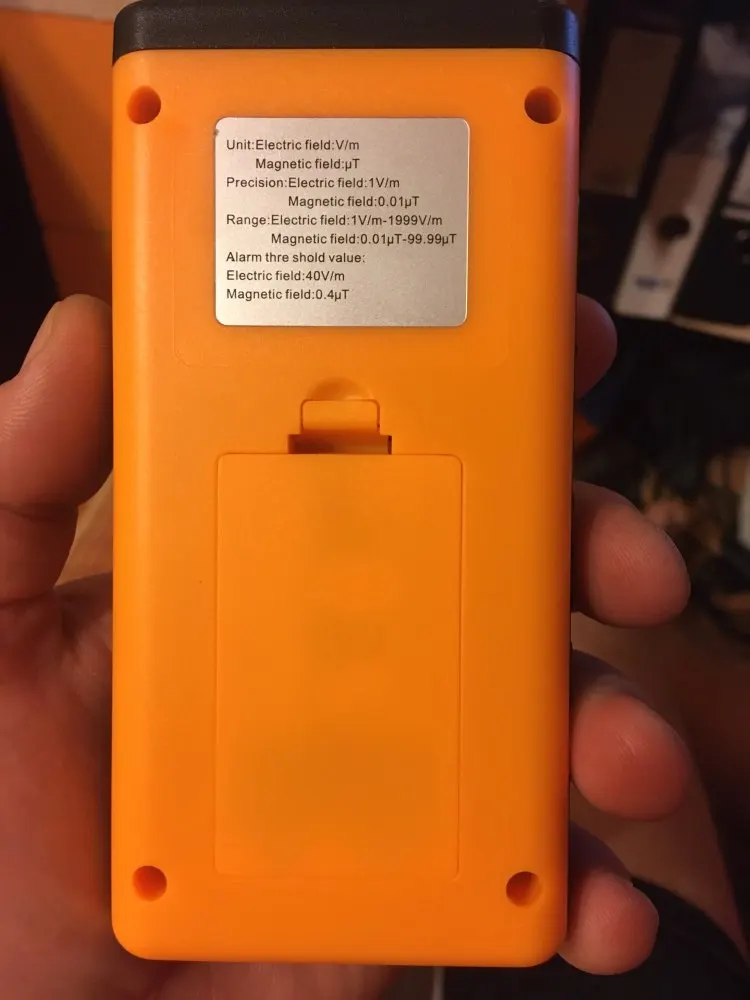 Unit:Electric field:V/m
Magnetic field:μT
Precision:Electric field:1V/m
Magnetic field:0.01μT
Range:Electric field:1V/m-1999V/m
Magnetic field:0.01μT-99.99μT
Alarm thre shold value:
Electric field:40V/m
Magnetic field:0.4μT